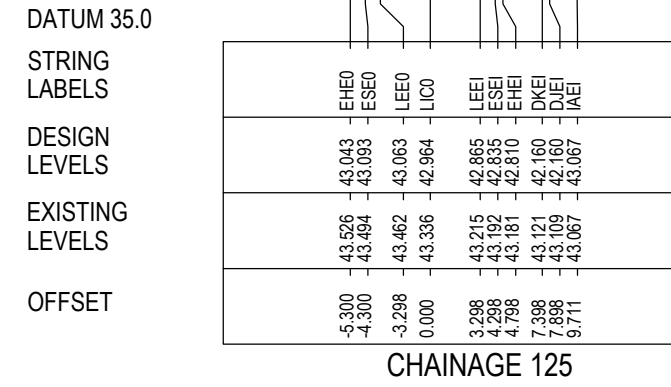 DATUM 35.0
STRING
LABELS
EHE0 ESE0 LEE0 LIC0 LEEI ESEI EHEI DKEI DJEI IAEI
DESIGN
LEVELS
43.043 43.093 43.063 42.964 42.865 42.835 42.810 42.160 42.160 43.067
EXISTING
LEVELS
43.526 43.494 43.462 43.336 43.215 43.192 43.181 43.121 43.109 43.067
OFFSET
-5.300 -4.300 -3.298 0.000 3.298 4.298 4.798 7.398 7.898 9.711
CHAINAGE 125